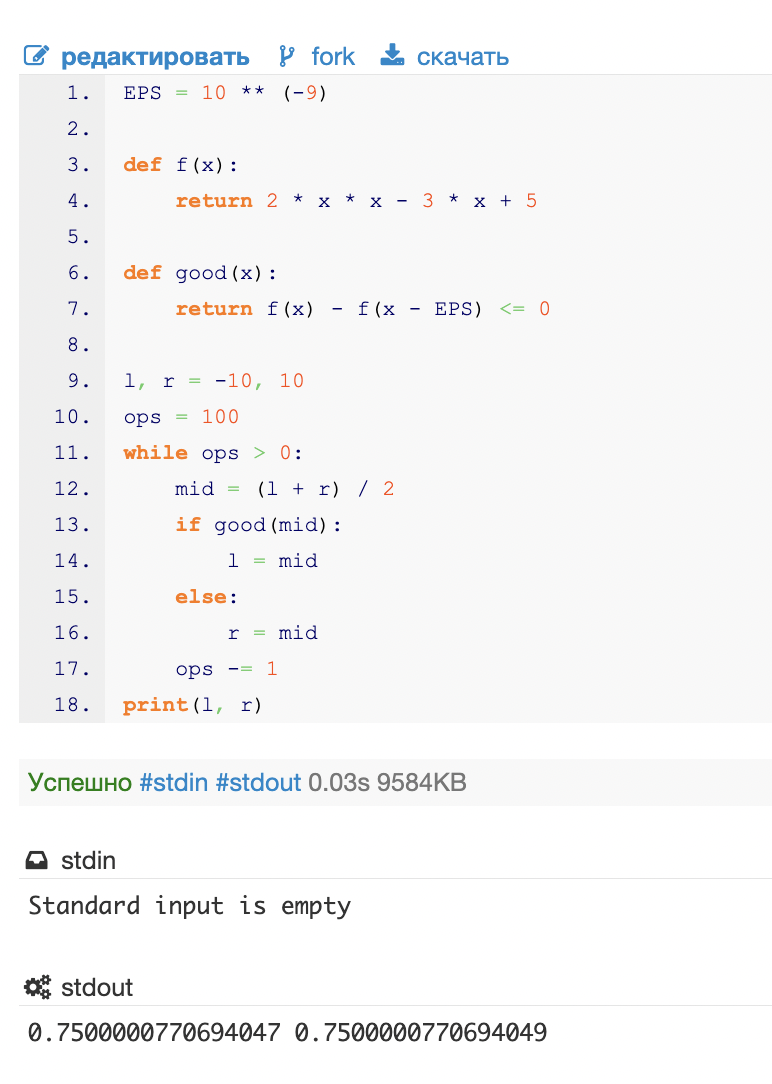 редактировать fork скачать
1. EPS = 10 ** (-9)
2.
3. def f(x):
4.     return 2 * x * x - 3 * x + 5
5.
6. def good(x):
7.     return f(x) - f(x - EPS) <= 0
8.
9. l, r = -10, 10
10. ops = 100
11. while ops > 0:
12.     mid = (l + r) / 2
13.     if good(mid):
14.         l = mid
15.     else:
16.         r = mid
17.     ops -= 1
18. print(l, r)
Успешно #stdin #stdout 0.03s 9584KB
stdin
Standard input is empty
stdout
0.7500000770694047 0.7500000770694049